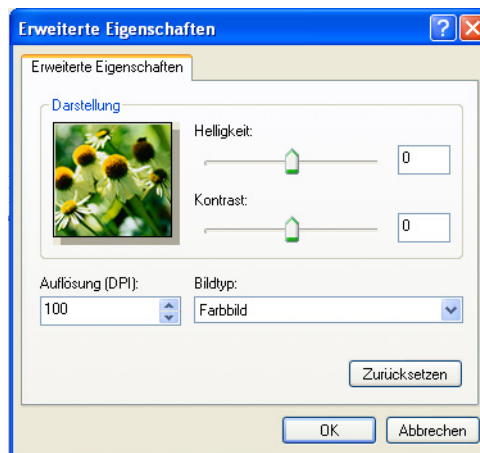 Erweiterte Eigenschaften
Erweiterte Eigenschaften
Darstellung
Helligkeit:
0
Kontrast:
0
Auflösung (DPI):
Bildtyp:
100
Farbbild
Zurücksetzen
OK
Abbrechen